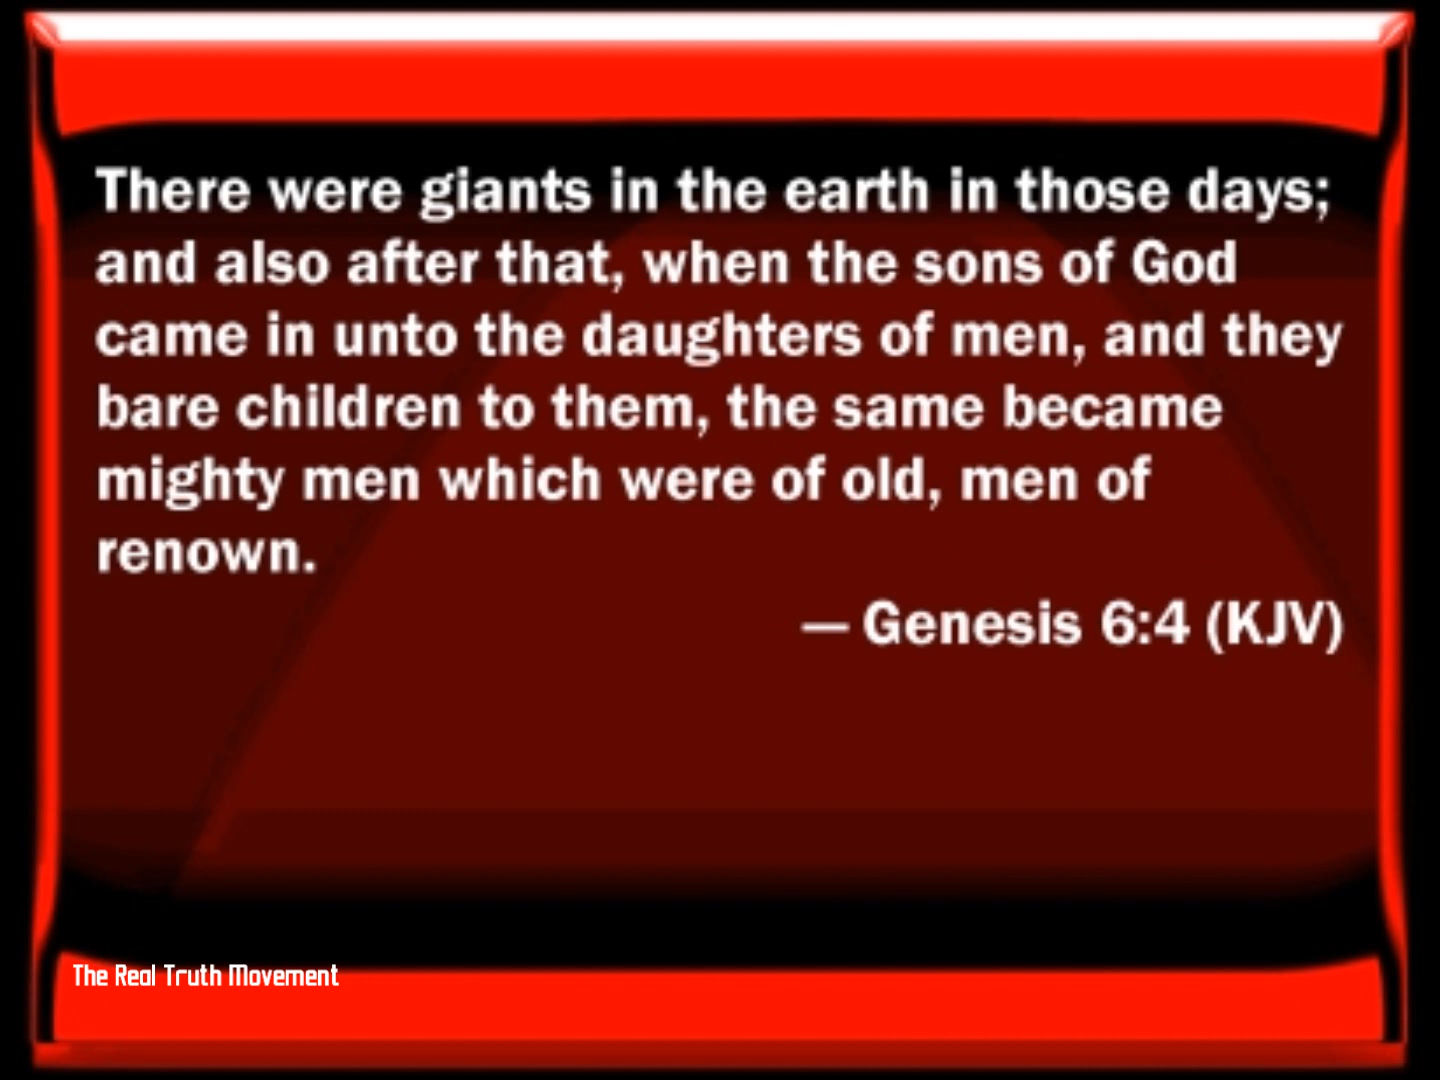 There were giants in the earth in those days;
and also after that, when the sons of God
came in unto the daughters of men, and they
bare children to them, the same became
mighty men which were of old, men of
renown.
— Genesis 6:4 (KJV)
The Real Truth Movement